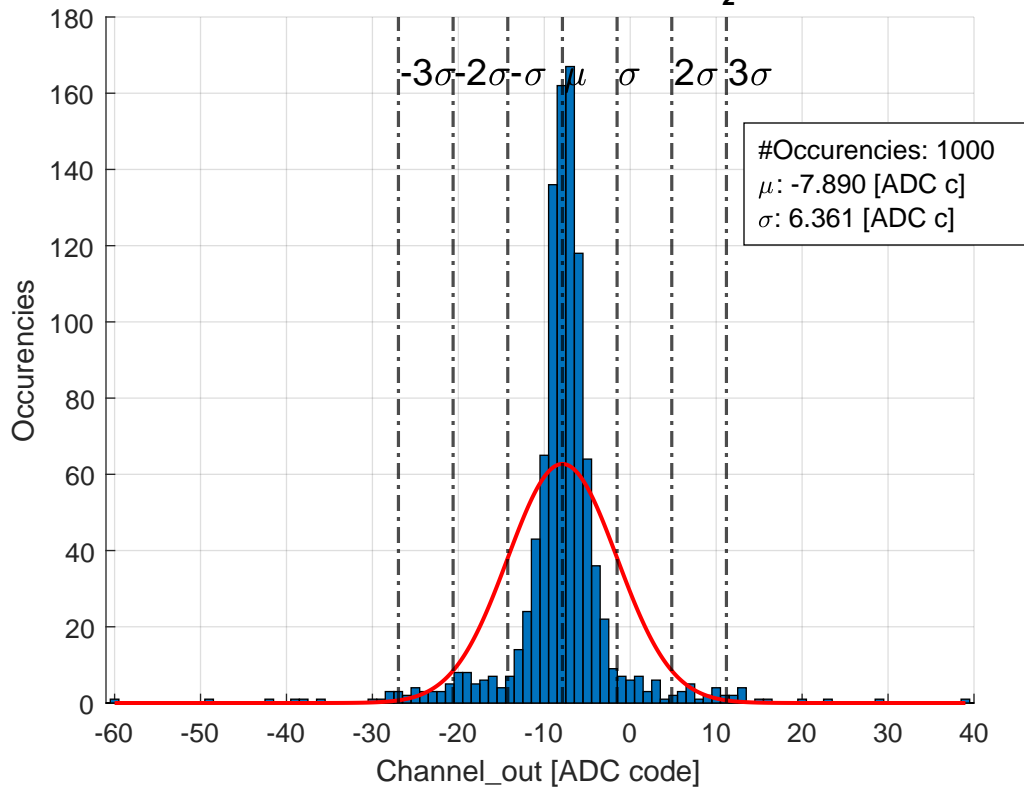 2
180
160
140
120
100
80
60
40
20
0
-3σ -2σ -σ μ σ 2σ 3σ
#Occurencies: 1000
μ: -7.890 [ADC c]
σ: 6.361 [ADC c]
Occurencies
-60 -50 -40 -30 -20 -10 0 10 20 30 40
Channel_out [ADC code]